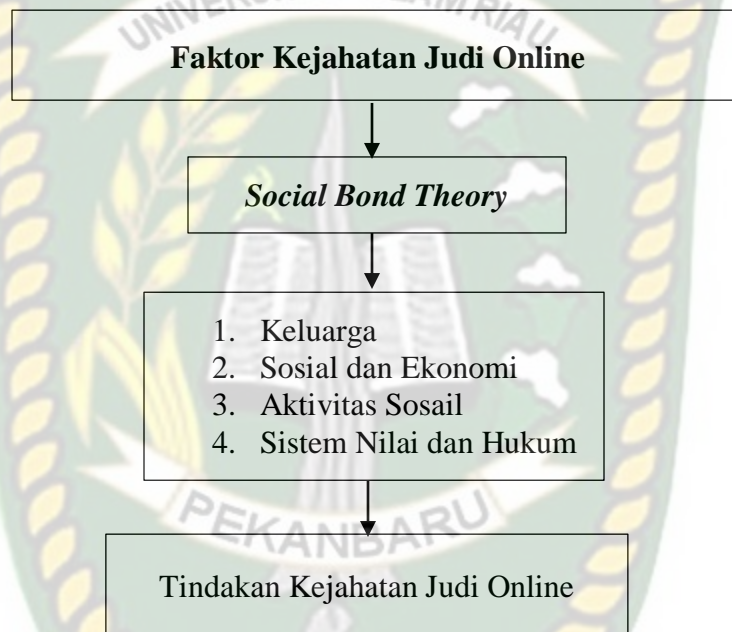 Faktor Kejahatan Judi Online
Social Bond Theory
1. Keluarga
2. Sosial dan Ekonomi
3. Aktivitas Sosail
4. Sistem Nilai dan Hukum
PEKANBARU
Tindakan Kejahatan Judi Online